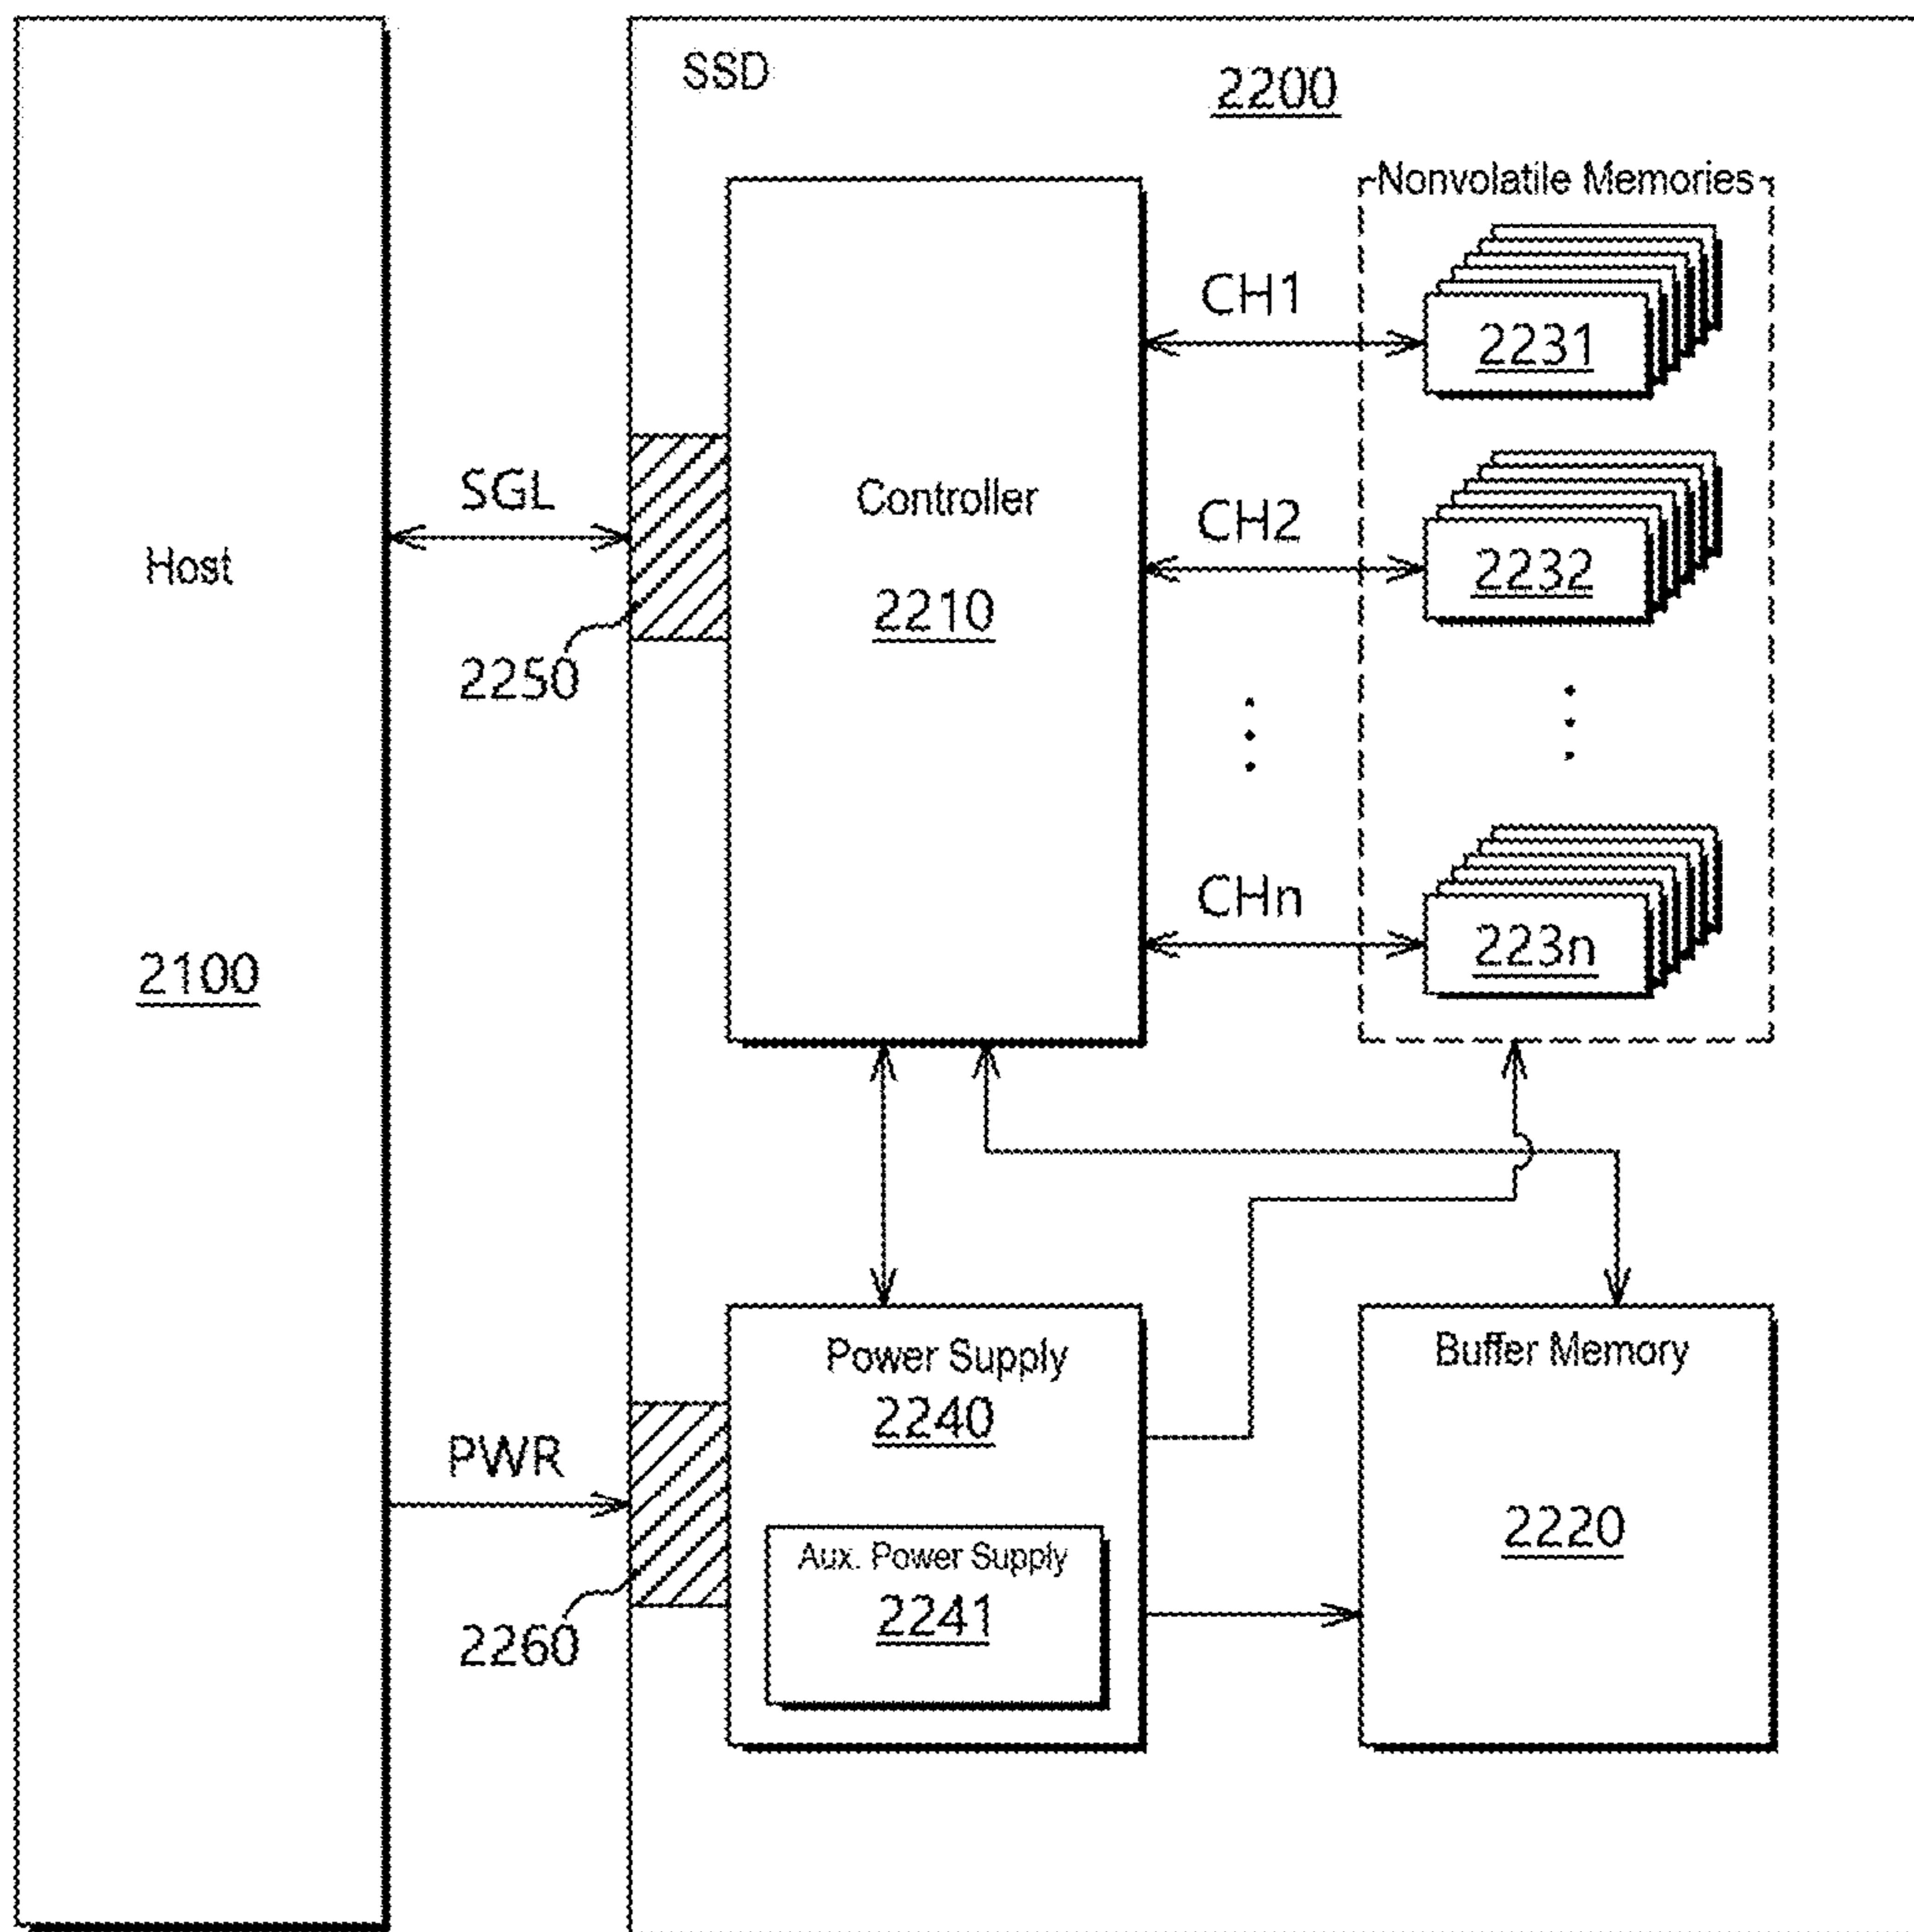 SSD
2200
Nonvolatile Memories
CH1
2231
SGL
Controller
CH2
Host
2232
2210
2250
CHn
223n
2100
Power Supply
Buffer Memory
2240
PWR
2220
Aux. Power Supply
2241
2260